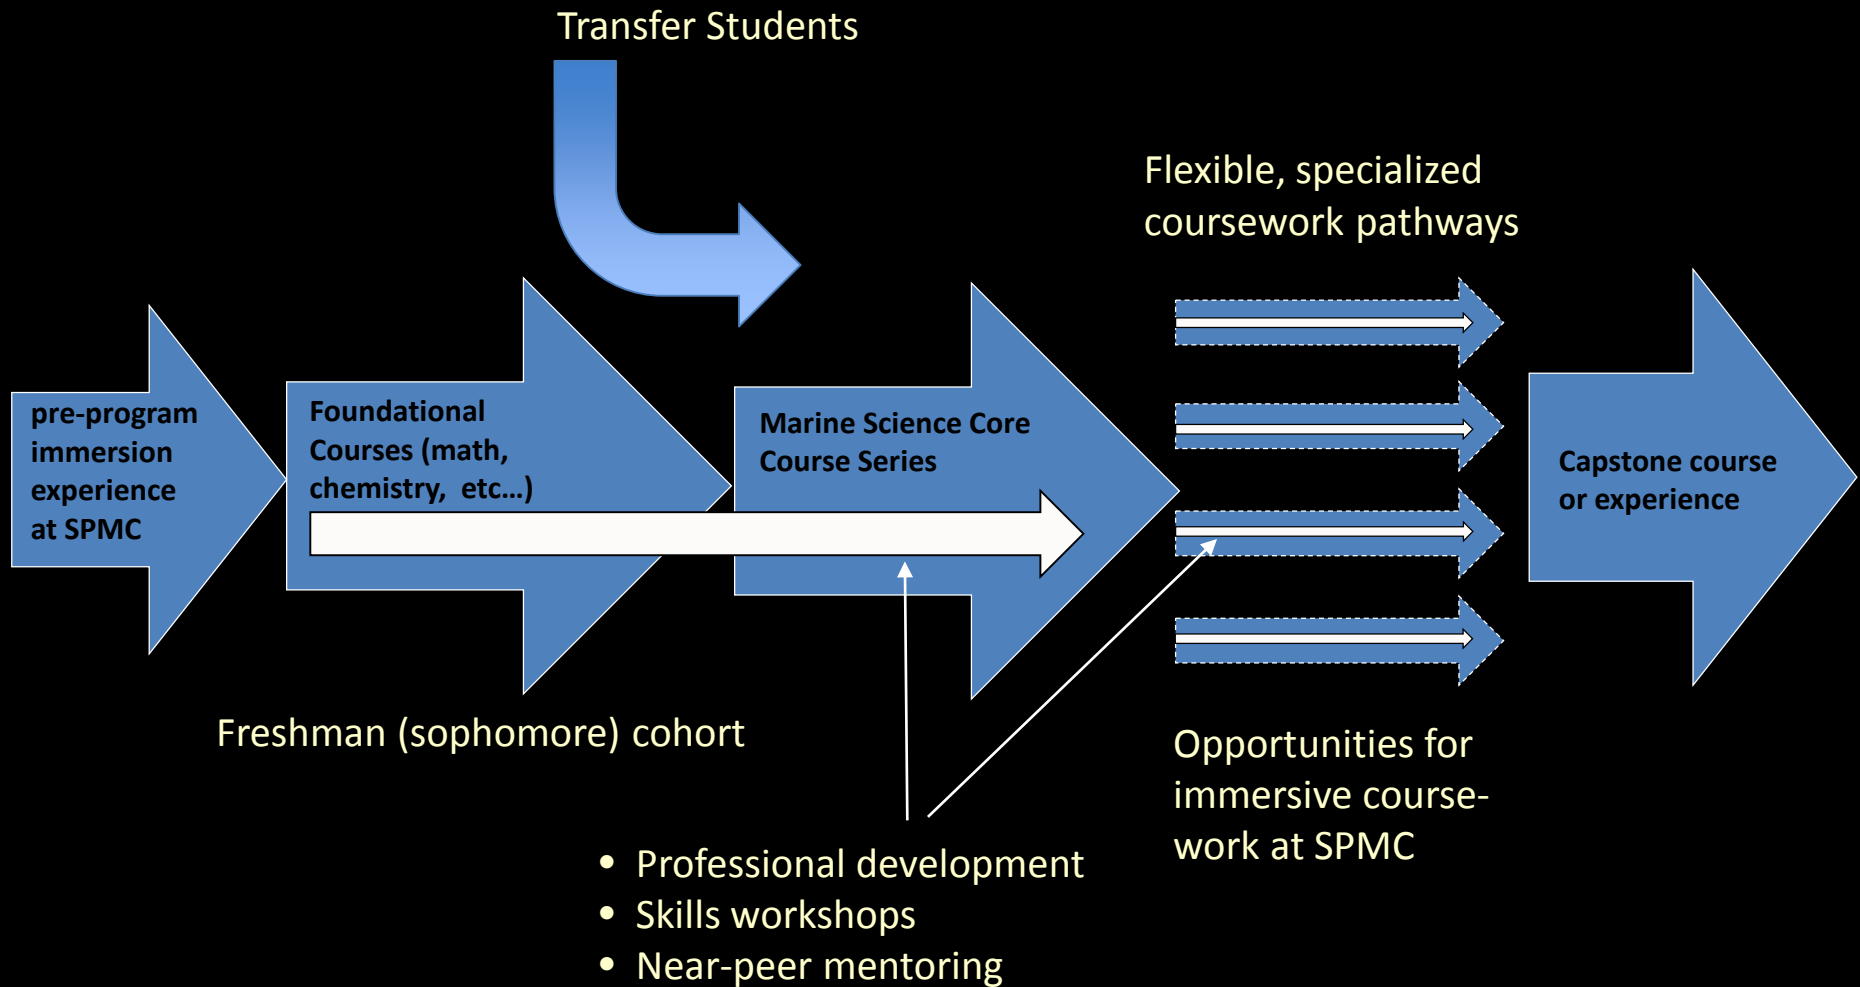 Transfer Students
Flexible, specialized
coursework pathways
pre-program
immersion
experience
at SPMC
Foundational
Courses (math,
chemistry, etc...)
Marine Science Core
Course Series
Capstone course
or experience
Freshman (sophomore) cohort
Opportunities for
immersive course-
work at SPMC
• Professional development
• Skills workshops
• Near-peer mentoring